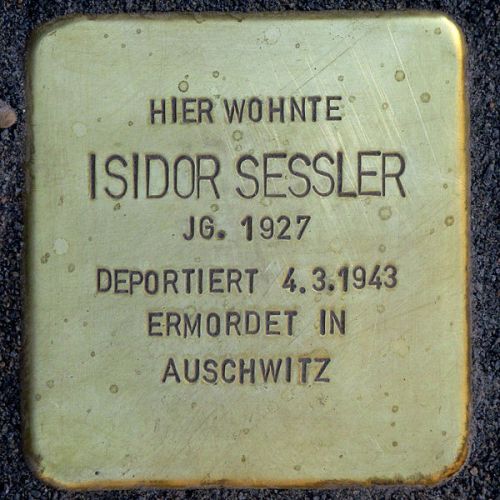 HIER WOHNTE
ISIDOR SESSLER
JG. 1927
DEPORTIERT 4.3.1943
ERMORDET IN
AUSCHWITZ